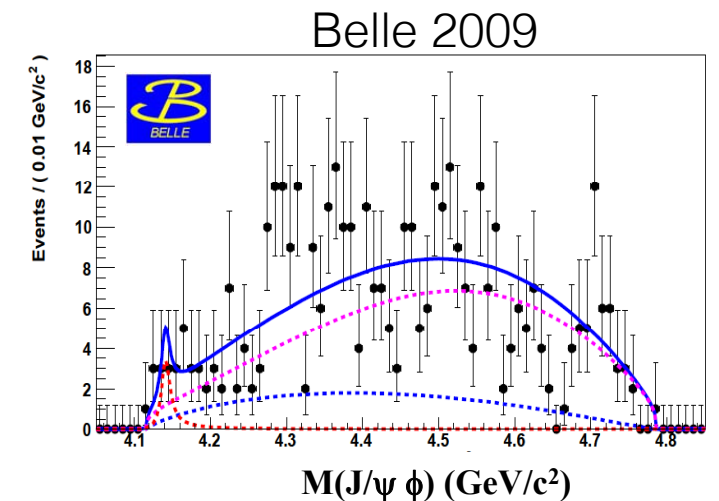 Belle 2009
Events / ( 0.01 GeV/c² )
18
16
14
12
10
8
6
4
2
0
B
BELLE
4.1 4.2 4.3 4.4 4.5 4.6 4.7 4.8
M(J/ψ ϕ) (GeV/c²)